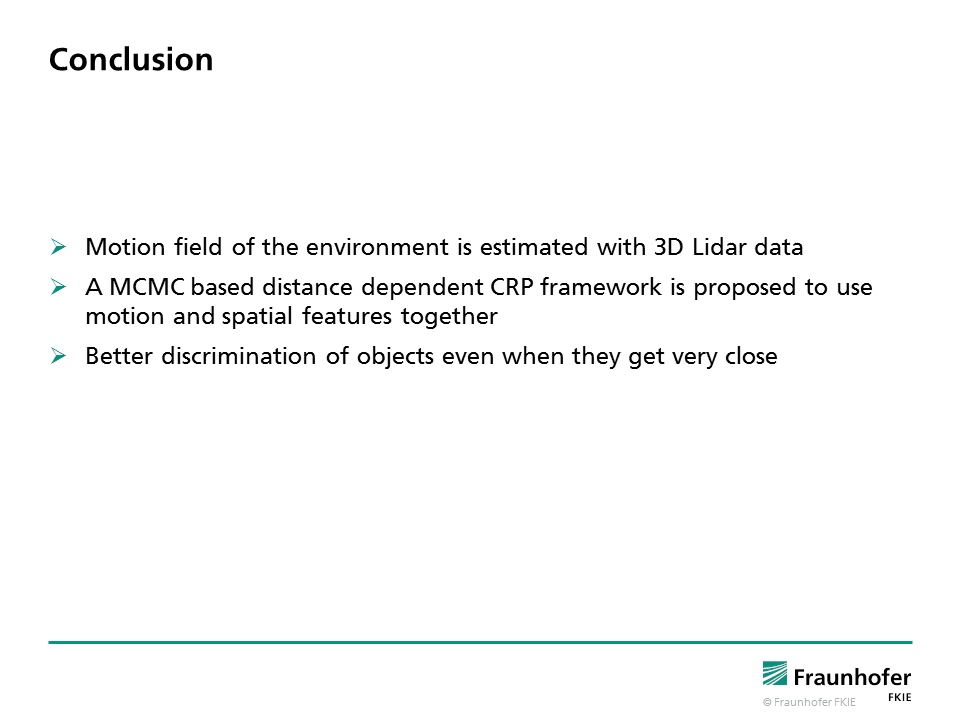 Conclusion
➢ Motion field of the environment is estimated with 3D Lidar data
➢ A MCMC based distance dependent CRP framework is proposed to use
motion and spatial features together
➢ Better discrimination of objects even when they get very close
Fraunhofer
FKIE
© Fraunhofer FKIE